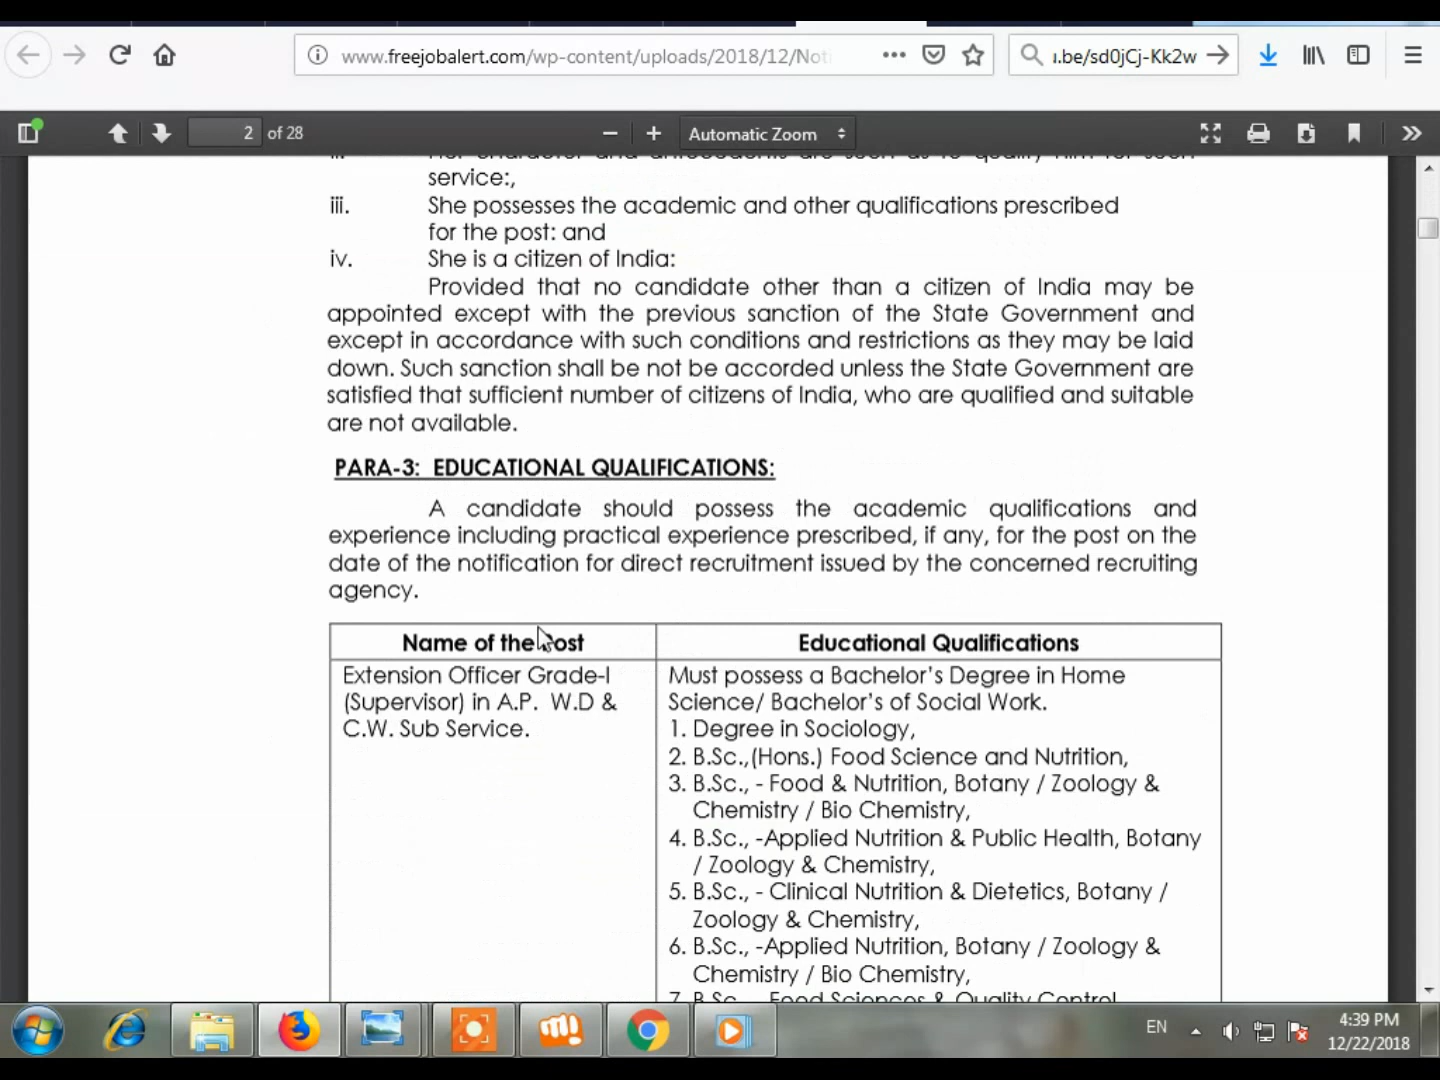 www.freejobalert.com/wp-content/uploads/2018/12/Not
.be/sd0jCj-Kk2w
2 of 28
Automatic Zoom
service:,
iii. She possesses the academic and other qualifications prescribed
for the post: and
iv. She is a citizen of India:
Provided that no candidate other than a citizen of India may be
appointed except with the previous sanction of the State Government and
except in accordance with such conditions and restrictions as they may be laid
down. Such sanction shall be not be accorded unless the State Government are
satisfied that sufficient number of citizens of India, who are qualified and suitable
are not available.
PARA-3: EDUCATIONAL QUALIFICATIONS:
A candidate should possess the academic qualifications and
experience including practical experience prescribed, if any, for the post on the
date of the notification for direct recruitment issued by the concerned recruiting
agency.
Name of the Post
Extension Officer Grade-I
(Supervisor) in A.P. W.D &
C.W. Sub Service.
Educational Qualifications
Must possess a Bachelor's Degree in Home
Science/ Bachelor's of Social Work.
1. Degree in Sociology,
2. B.Sc.,(Hons.) Food Science and Nutrition,
3. B.Sc., - Food & Nutrition, Botany / Zoology &
Chemistry / Bio Chemistry,
4. B.Sc., -Applied Nutrition & Public Health, Botany
/ Zoology & Chemistry,
5. B.Sc., - Clinical Nutrition & Dietetics, Botany /
Zoology & Chemistry,
6. B.Sc., -Applied Nutrition, Botany / Zoology &
Chemistry / Bio Chemistry,
7. B.Sc., - Food Sciences & Quality Control
EN
4:39 PM
12/22/2018